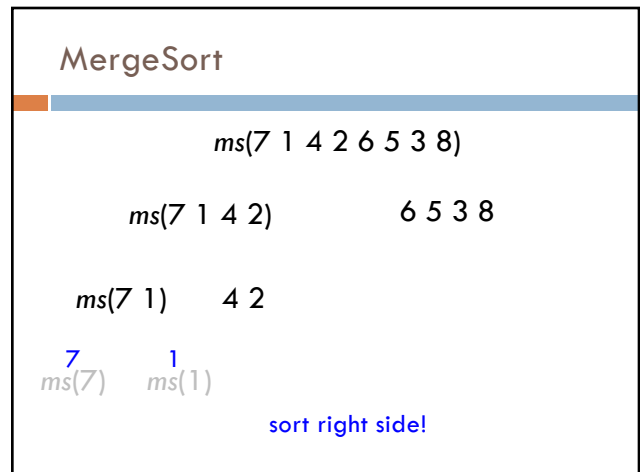 MergeSort
ms(7 1 4 2 6 5 3 8)
ms(7 1 4 2) 6 5 3 8
ms(7 1) 4 2
7 1
ms(7) ms(1)
sort right side!